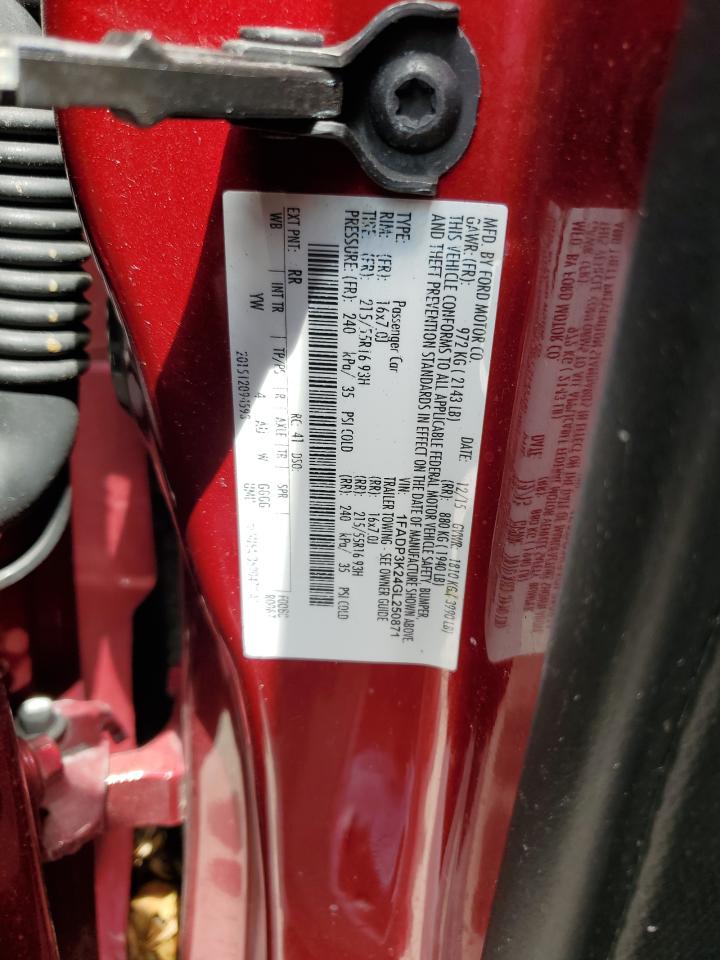 MFD. BY FORD MOTOR CO.
DATE: 12/15 GVWR: 1810 KG (3990 LB)
GAWR: (FR): 972 KG (2143 LB) (RR): 880 KG (1940 LB)
THIS VEHICLE CONFORMS TO ALL APPLICABLE FEDERAL MOTOR VEHICLE SAFETY, BUMPER,
AND THEFT PREVENTION STANDARDS IN EFFECT ON THE DATE OF MANUFACTURE SHOWN ABOVE.
VIN: 1FADP3K24GL250871
TYPE: Passenger Car TRAILER TOWING - SEE OWNER GUIDE
RIM: (FR): 16x7.0J (RR): 16x7.0J
TIRE: (FR): 215/55R16 93H (RR): 215/55R16 93H
PRESSURE: (FR): 240 kPa/ 35 PSI COLD (RR): 240 kPa/ 35 PSI COLD
EXT PNT: RR RC: 41 DSO:
WB INT TR TP/PS R AXLE TR SPR
YW 4 AU W GGGG
UMI